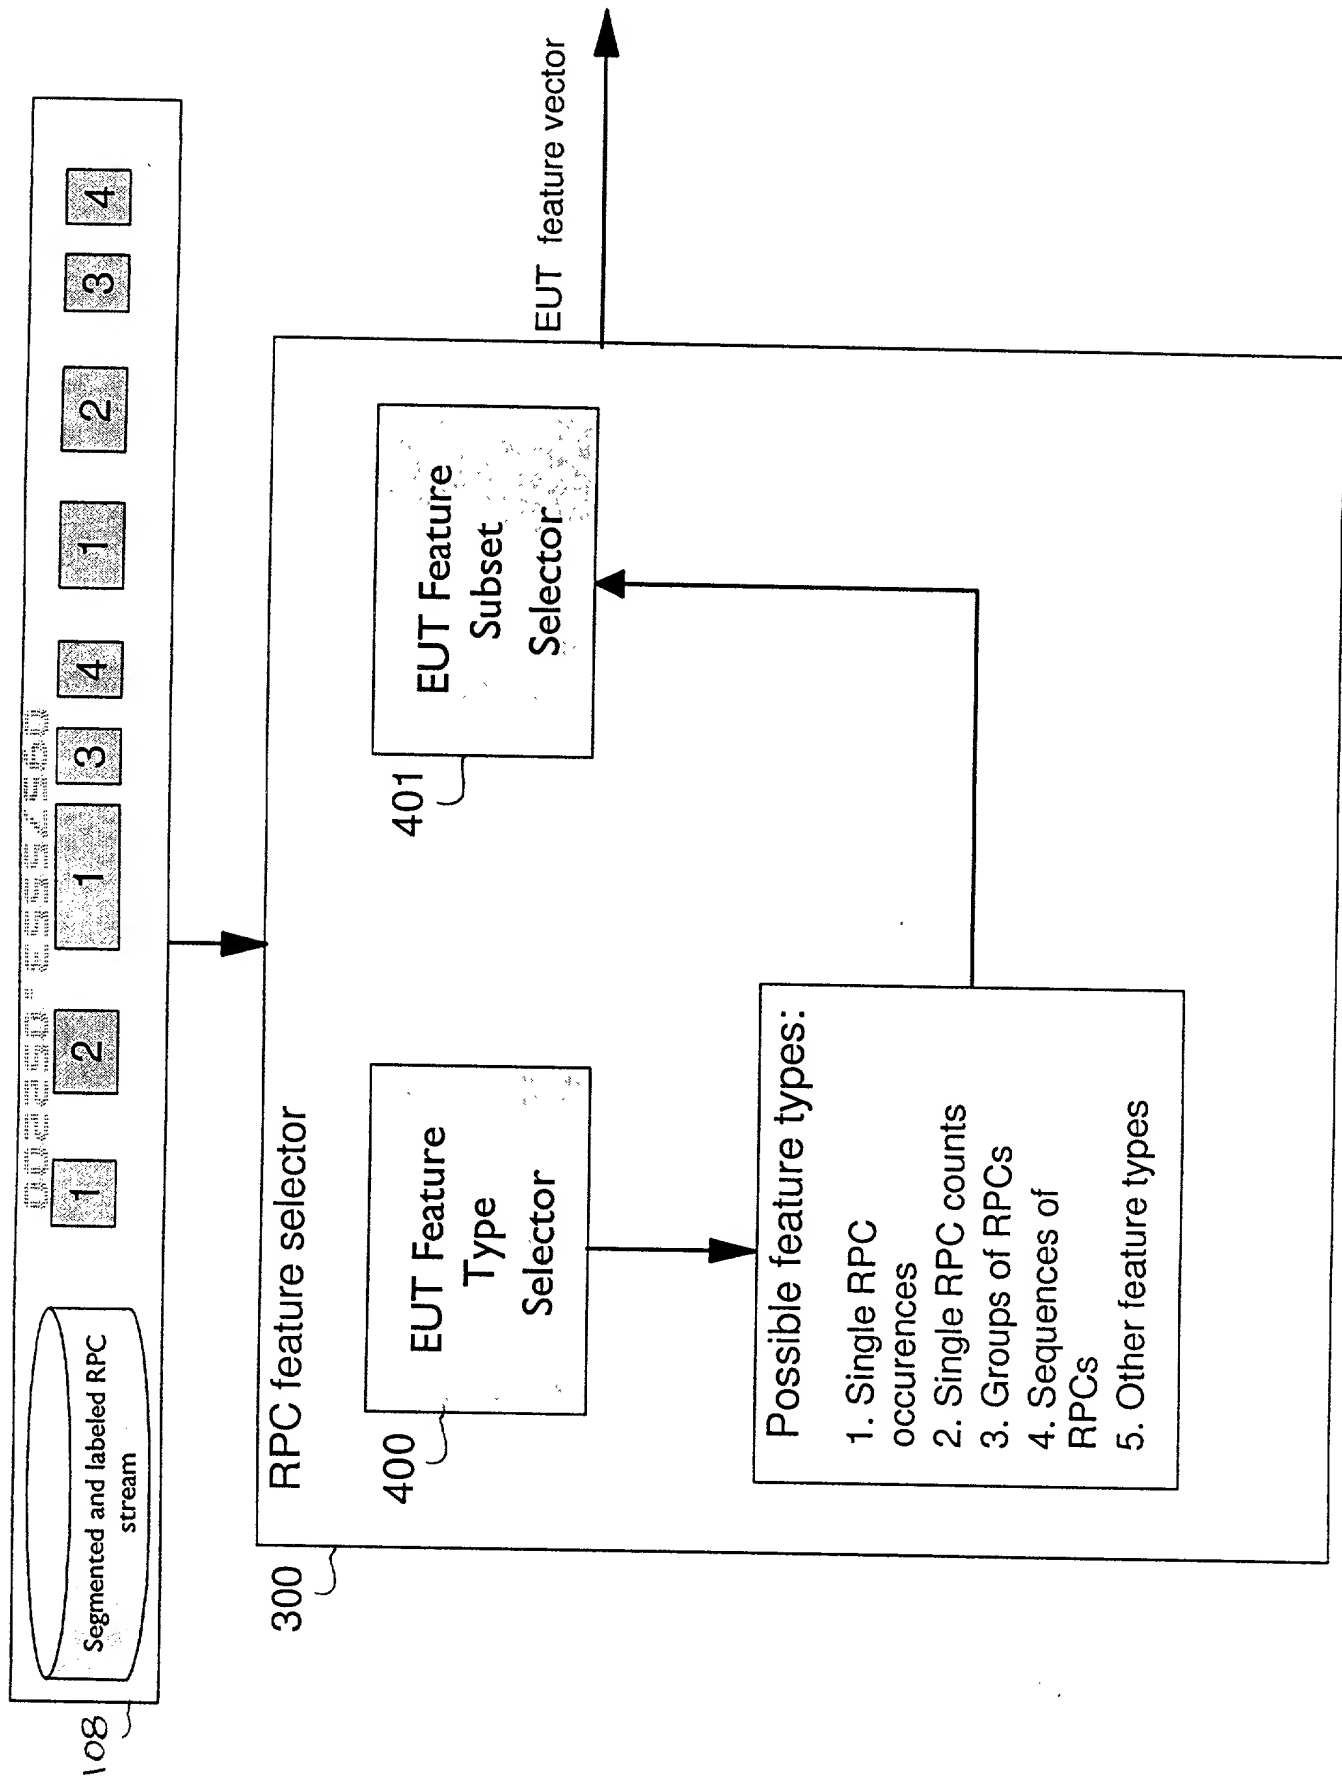 108
Segmented and labeled RPC
stream
1
2
1
3
4
1
2
3
4
300
RPC feature selector
400
EUT Feature
Type
Selector
401
EUT Feature
Subset
Selector
EUT feature vector
Possible feature types:
1. Single RPC
occurences
2. Single RPC counts
3. Groups of RPCs
4. Sequences of
RPCs
5. Other feature types